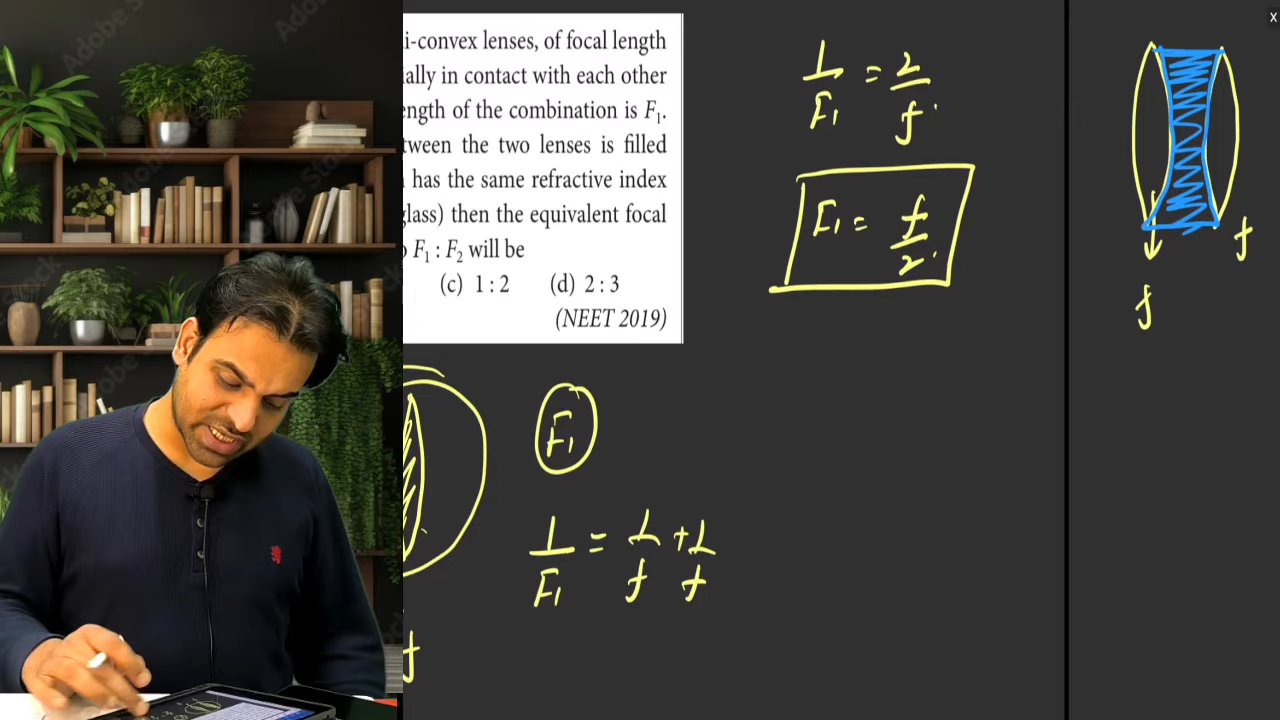 i-convex lenses, of focal length
ially in contact with each other
ength of the combination is F₁.
tween the two lenses is filled
has the same refractive index
glass) then the equivalent focal
F₁ : F₂ will be
(c) 1 : 2 (d) 2 : 3
(NEET 2019)
1/F₁ = 2/f
F₁ = f/2
F₁
1/F₁ = 1/f + 1/f
f
f
f
X
Adobe Stock